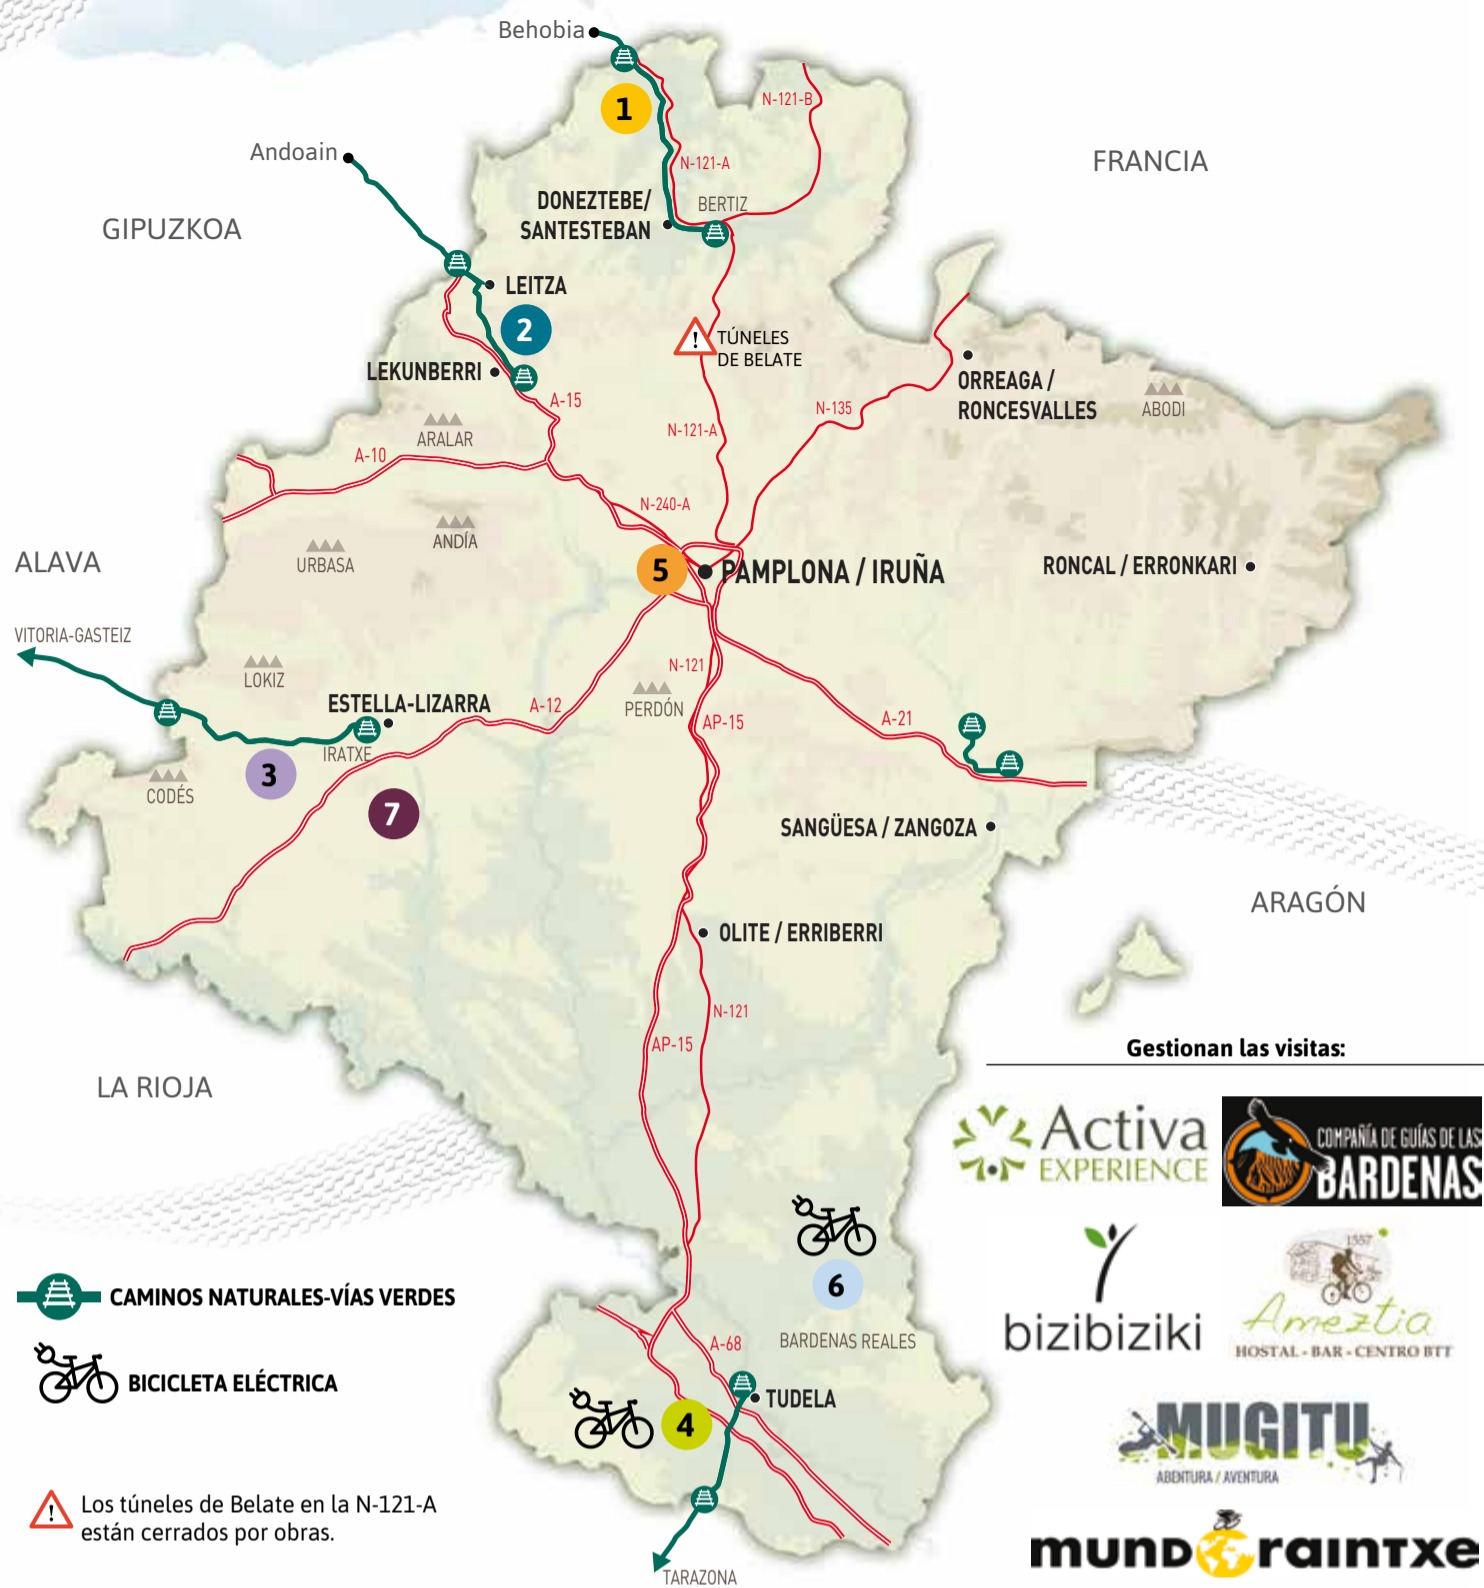 Behobia
1
N-121-B
Andoain
N-121-A
FRANCIA
DONEZTEBE/
SANTESTEBAN
BERTIZ
GIPUZKOA
LEITZA
2
!
TÚNELES
DE BELATE
LEKUNBERRI
ORREAGA /
RONCESVALLES
ABODI
A-15
N-135
ARALAR
N-121-A
A-10
N-240-A
ANDÍA
URBASA
ALAVA
5
PAMPLONA / IRUÑA
RONCAL / ERRONKARI
VITORIA-GASTEIZ
LOKIZ
N-121
ESTELLA-LIZARRA
A-12
PERDÓN
AP-15
A-21
IRATXE
3
CODÉS
7
SANGÜESA / ZANGOZA
ARAGÓN
OLITE / ERRIBERRI
N-121
AP-15
LA RIOJA
Gestionan las visitas:
Activa
EXPERIENCE
COMPAÑÍA DE GUÍAS DE LAS
BARDENAS
bizibiziki
1557
Ameztia
HOSTAL - BAR - CENTRO BTT
MUGITU
ABENTURA / AVENTURA
mundoraintxe
6
BARDENAS REALES
A-68
TUDELA
4
TARAZONA
CAMINOS NATURALES-VÍAS VERDES
BICICLETA ELÉCTRICA
!
Los túneles de Belate en la N-121-A
están cerrados por obras.